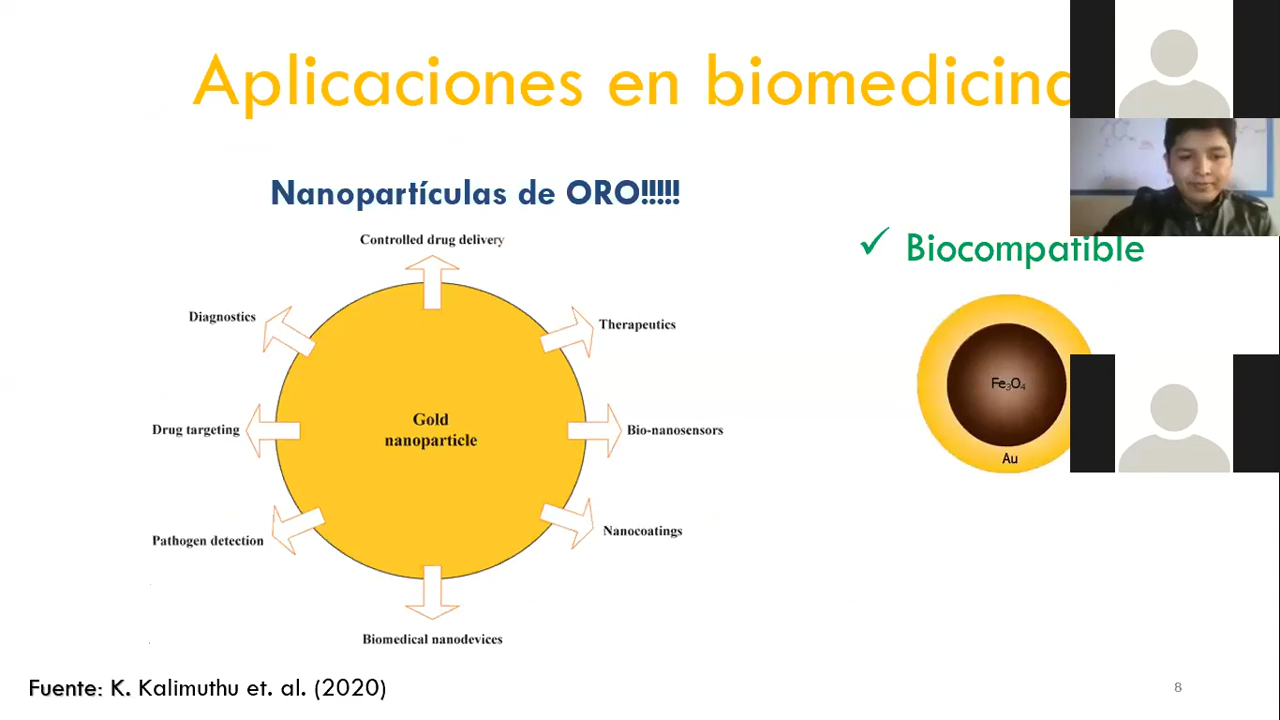 Aplicaciones en biomedicina
Nanopartículas de ORO!!!!!
Controlled drug delivery
Diagnostics
Therapeutics
Drug targeting
Gold
nanoparticle
Bio-nanosensors
Pathogen detection
Nanocoatings
Biomedical nanodevices
✓ Biocompatible
Fe3O4
Au
Fuente: K. Kalimuthu et. al. (2020)
8